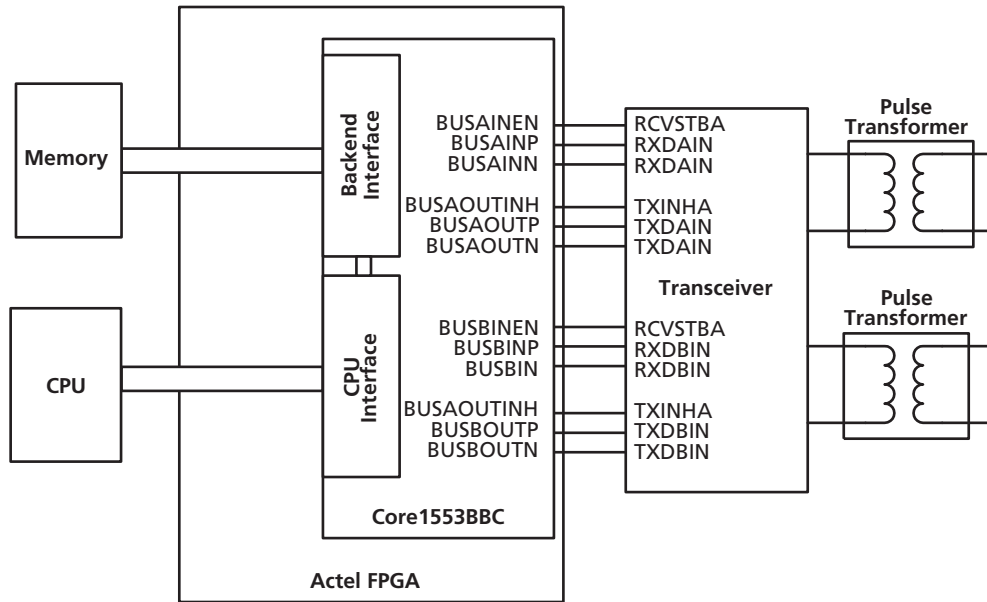 Memory
CPU
Backend
Interface
CPU
Interface
BUSAINEN
BUSAINP
BUSAINN
BUSAOUTINH
BUSAOUTP
BUSAOUTN
BUSBINEN
BUSBINP
BUSBIN
BUSAOUTINH
BUSBOUTP
BUSBOUTN
Core1553BBC
Actel FPGA
RCVSTBA
RXDAIN
RXDAIN
TXINHA
TXDAIN
TXDAIN
Transceiver
RCVSTBA
RXDBIN
RXDBIN
TXINHA
TXDBIN
TXDBIN
Pulse
Transformer
Pulse
Transformer